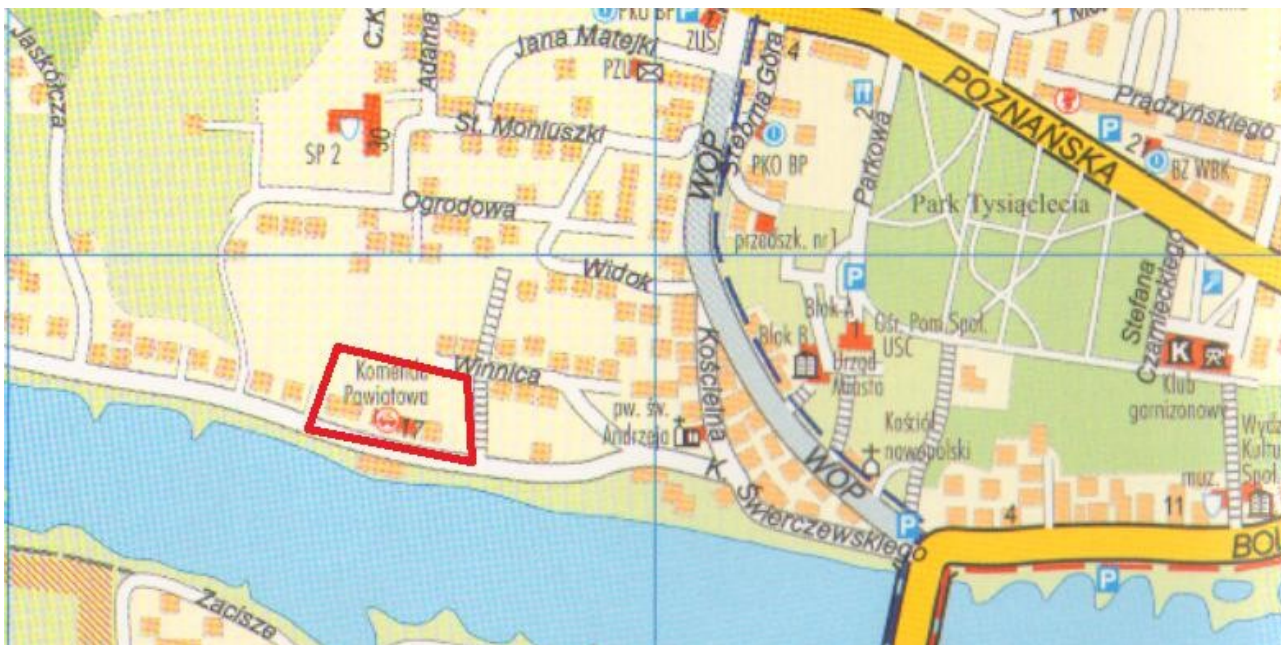 PKO BP
P
ZUS
4
Jaskółcza
C.K.
Adama
Jana Matejki
PZU
30
SP 2
St. Moniuszki
Ogrodowa
WOP
Srebrna Góra
PKO BP
przedszk. nr 1
2
Parkowa
POZNAŃSKA
Prądzyńskiego
P
21
BZ WBK
Park Tysiąclecia
Widok
P
Stefana
Czarnieckiego
Blok A
Blok B
Ośr. Pom. Społ.
USC
Urząd
Miasta
K
Klub
garnizonowy
Komenda
Powiatowa
17
Winnica
Kościelna
pw. św.
Andrzeja
K. Świerczewskiego
WOP
Kościół
nowopolski
P
4
muz.
11
P
Zacisze